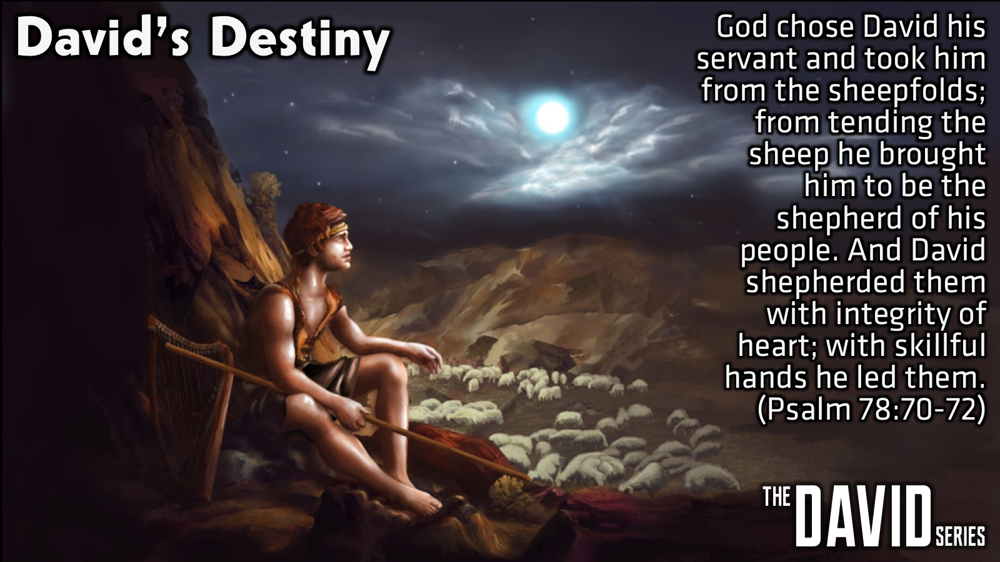 David's Destiny
God chose David his
servant and took him
from the sheepfolds;
from tending the
sheep he brought
him to be the
shepherd of his
people. And David
shepherded them
with integrity of
heart; with skillful
hands he led them.
(Psalm 78:70-72)
THE DAVID SERIES